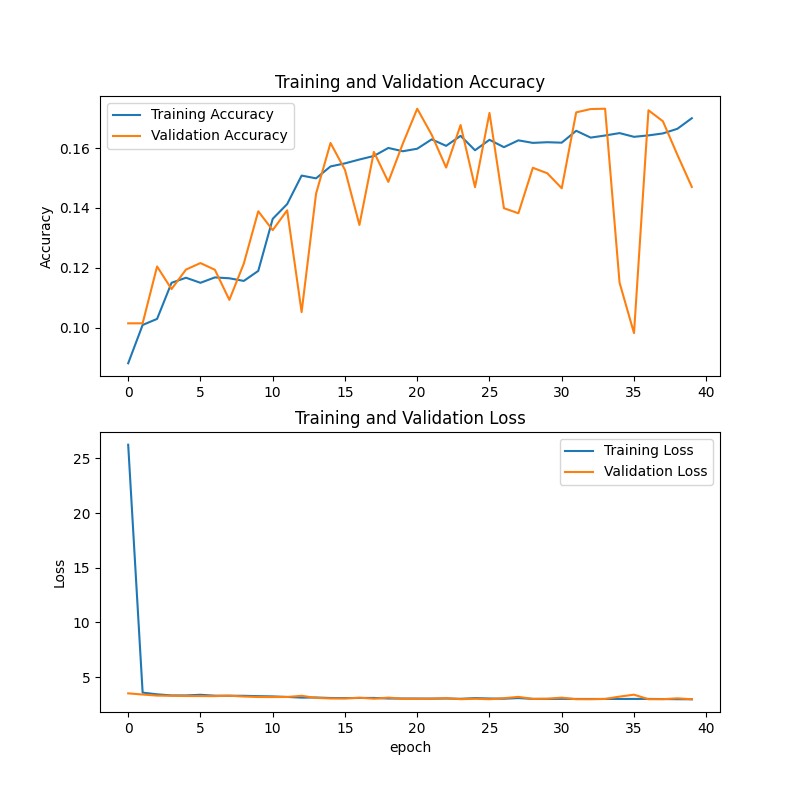 Training and Validation Accuracy
Training Accuracy
Validation Accuracy
Accuracy
0.16
0.14
0.12
0.10
0 5 10 15 20 25 30 35 40
Training and Validation Loss
Training Loss
Validation Loss
Loss
25
20
15
10
5
0 5 10 15 20 25 30 35 40
epoch